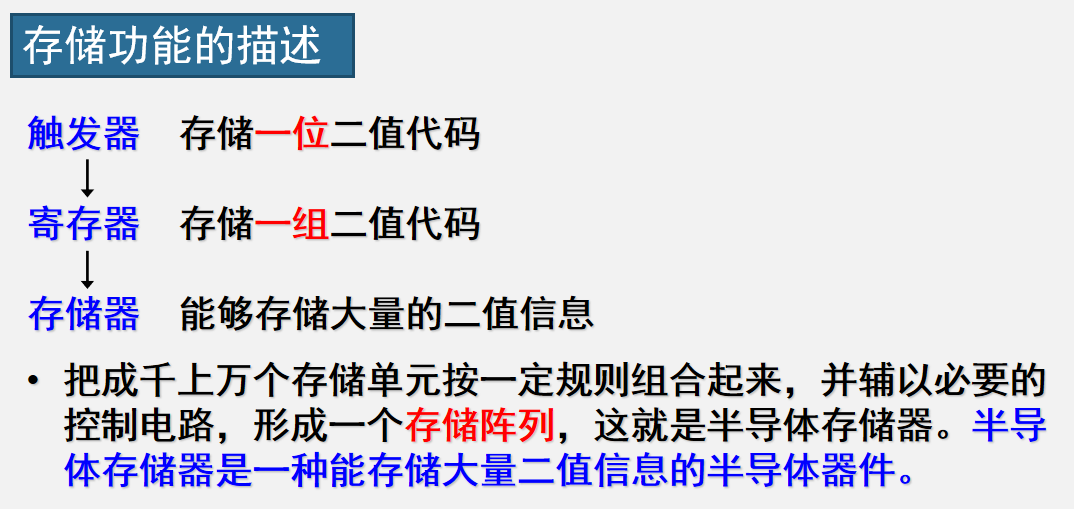 存储功能的描述
触发器 存储一位二值代码
寄存器 存储一组二值代码
存储器 能够存储大量的二值信息
• 把成千上万个存储单元按一定规则组合起来，并辅以必要的
控制电路，形成一个存储阵列，这就是半导体存储器。半导
体存储器是一种能存储大量二值信息的半导体器件。